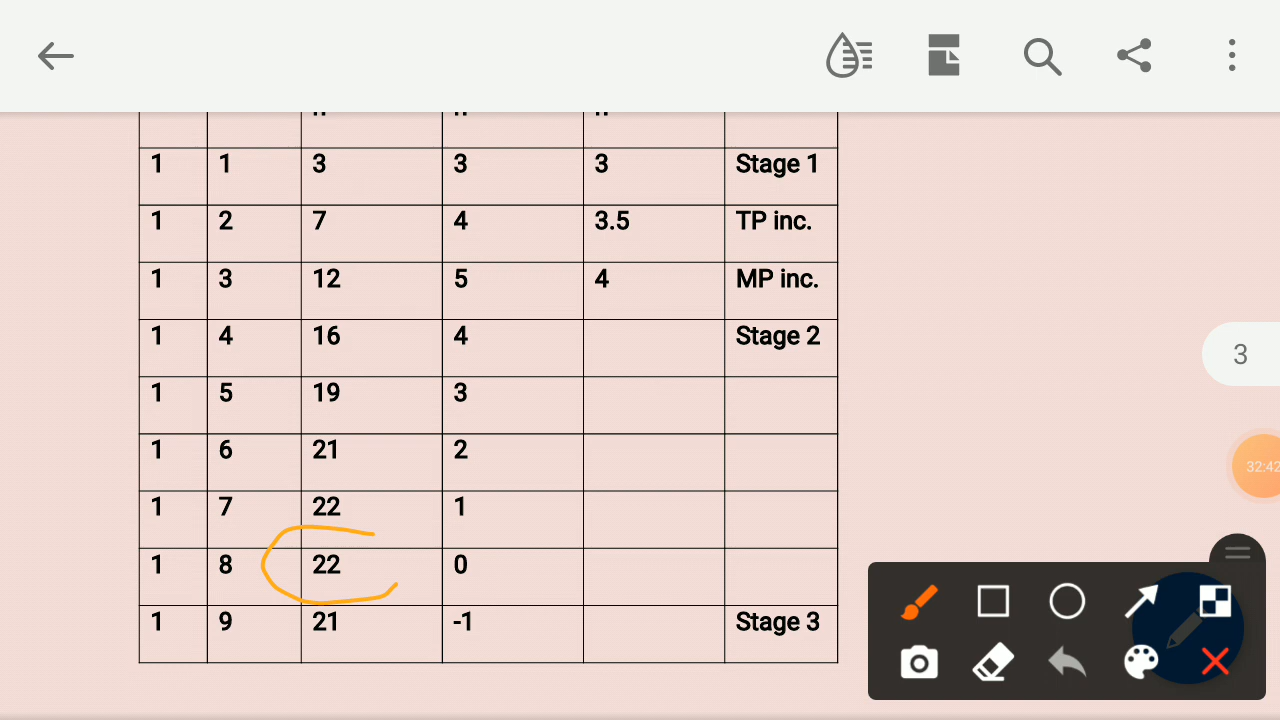 1 1 3 3 3 Stage 1
1 2 7 4 3.5 TP inc.
1 3 12 5 4 MP inc.
1 4 16 4 Stage 2
1 5 19 3
1 6 21 2
1 7 22 1
1 8 22 0
1 9 21 -1 Stage 3
3
32:42